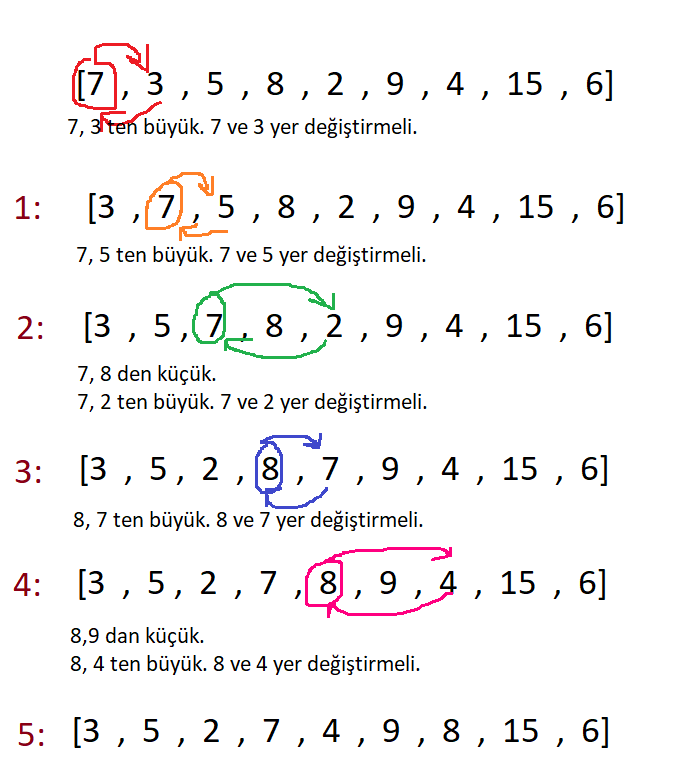 [7 , 3 , 5 , 8 , 2 , 9 , 4 , 15 , 6]
7, 3 ten büyük. 7 ve 3 yer değiştirmeli.
1: [3 , 7 , 5 , 8 , 2 , 9 , 4 , 15 , 6]
7, 5 ten büyük. 7 ve 5 yer değiştirmeli.
2: [3 , 5 , 7 , 8 , 2 , 9 , 4 , 15 , 6]
7, 8 den küçük.
7, 2 ten büyük. 7 ve 2 yer değiştirmeli.
3: [3 , 5 , 2 , 8 , 7 , 9 , 4 , 15 , 6]
8, 7 ten büyük. 8 ve 7 yer değiştirmeli.
4: [3 , 5 , 2 , 7 , 8 , 9 , 4 , 15 , 6]
8,9 dan küçük.
8, 4 ten büyük. 8 ve 4 yer değiştirmeli.
5: [3 , 5 , 2 , 7 , 4 , 9 , 8 , 15 , 6]